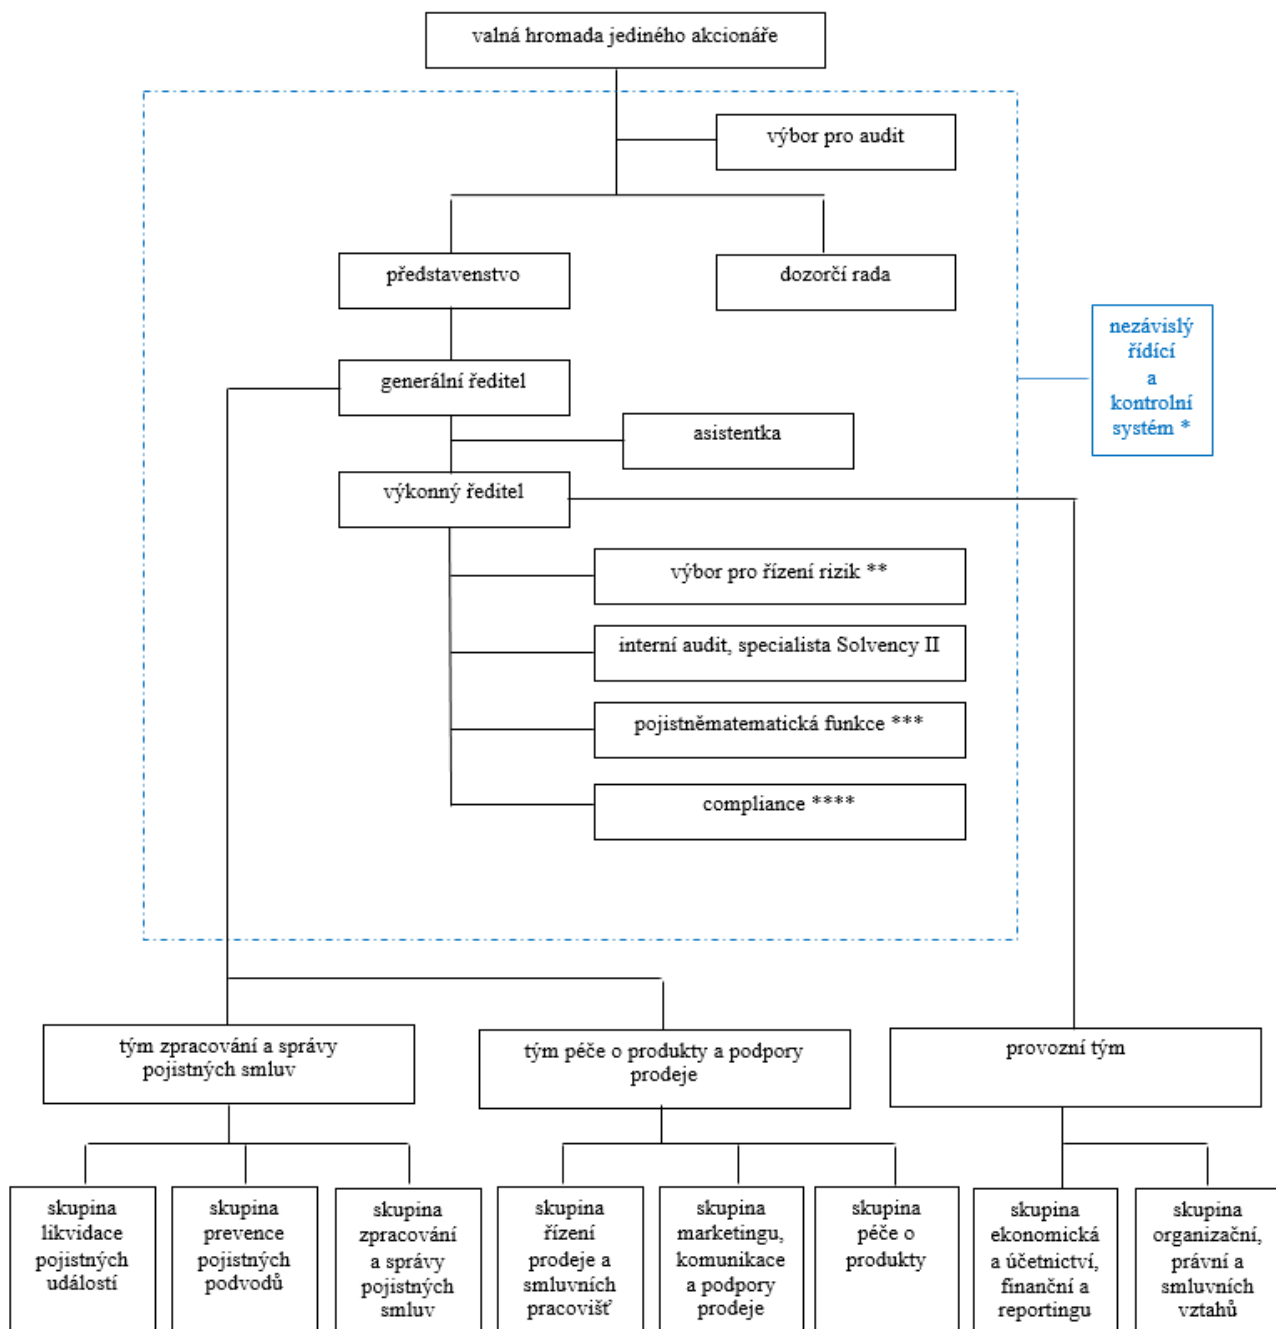 valná hromada jediného akcionáře
výbor pro audit
představenstvo
dozorčí rada
nezávislý
řídící
a
kontrolní
systém *
generální ředitel
asistentka
výkonný ředitel
výbor pro řízení rizik **
interní audit, specialista Solvency II
pojistněmatematická funkce ***
compliance ****
tým zpracování a správy
pojistných smluv
tým péče o produkty a podpory
prodeje
provozní tým
skupina
likvidace
pojistných
událostí
skupina
prevence
pojistných
podvodů
skupina
zpracování
a správy
pojistných
smluv
skupina
řízení
prodeje a
smluvních
pracovišť
skupina
marketingu,
komunikace
a podpory
prodeje
skupina
péče o
produkty
skupina
ekonomická
a účetnictví,
finanční a
reportingu
skupina
organizační,
právní a
smluvních
vztahů